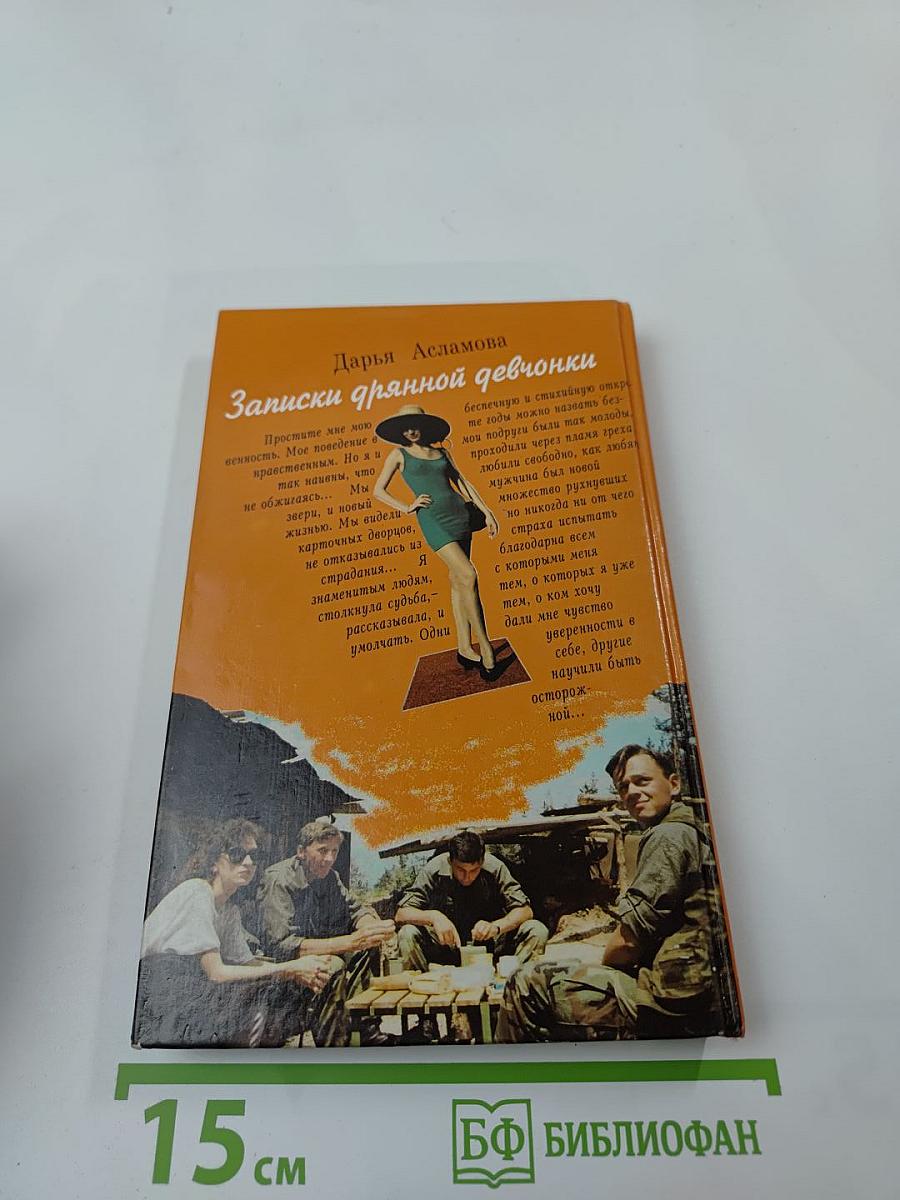 Дарья Асламова
Записки дрянной девчонки
Простите мне мою беспечную и стихийную откро-
венность. Мое поведение в те годы можно назвать без-
нравственным. Но я и мои подруги были так молоды,
так наивны, что проходили через пламя греха
не обжигаясь... Мы любили свободно, как любят
звери, и новый мужчина был новой
жизнью. Мы видели множество рухнувших
карточных дворцов, но никогда ни от чего
не отказывались из страха испытать
страдания... Я благодарна всем
знаменитым людям, с которыми меня
столкнула судьба,- тем, о которых я уже
рассказывала, и тем, о ком хочу
умолчать. Одни дали мне чувство
уверенности в
себе, другие
научили быть
осторож-
ной...
15 см
БФ БИБЛИОФАН